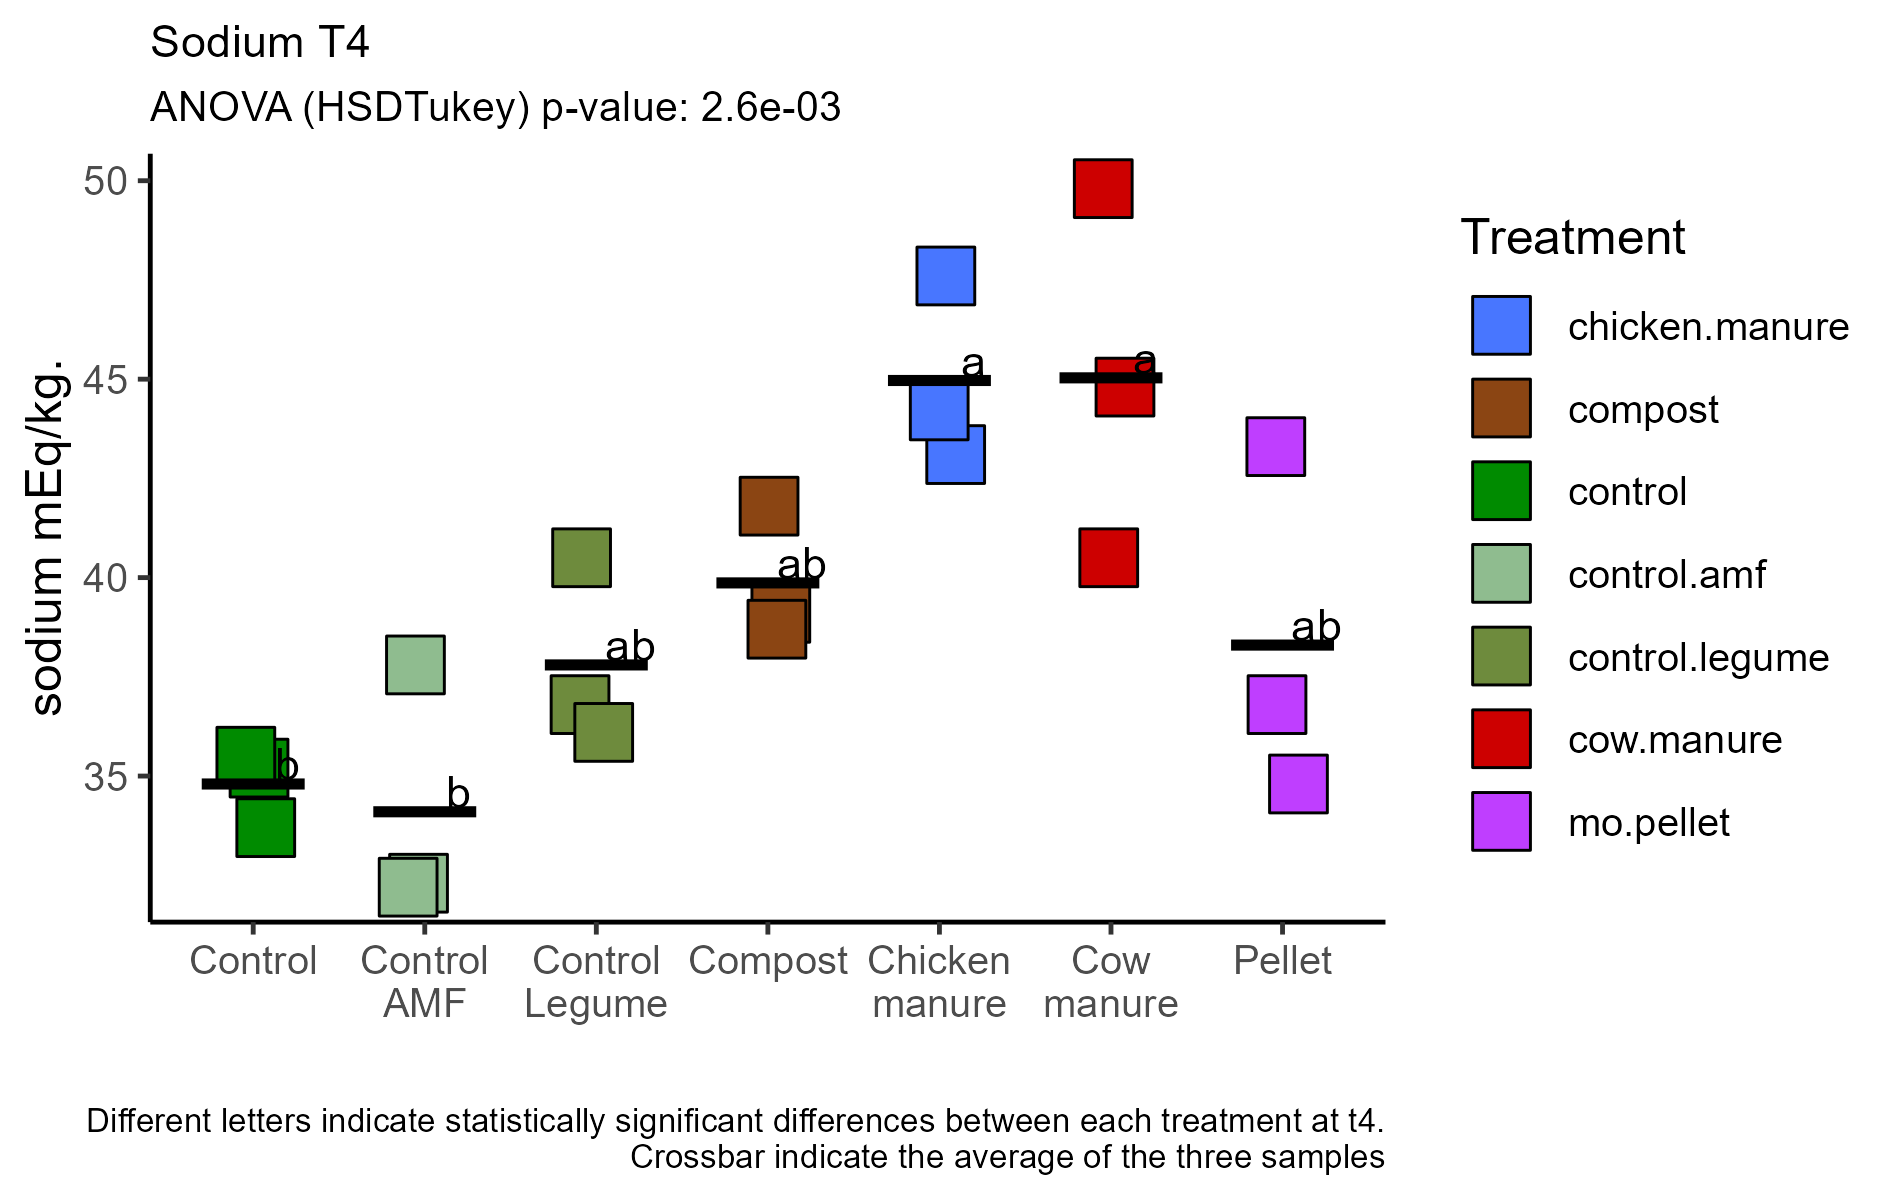 Sodium T4
ANOVA (HSDTukey) p-value: 2.6e-03
sodium mEq/kg.
50
45
40
35
b
b
ab
ab
a
a
ab
Control
Control
AMF
Control
Legume
Compost
Chicken
manure
Cow
manure
Pellet
Treatment
chicken.manure
compost
control
control.amf
control.legume
cow.manure
mo.pellet
Different letters indicate statistically significant differences between each treatment at t4.
Crossbar indicate the average of the three samples